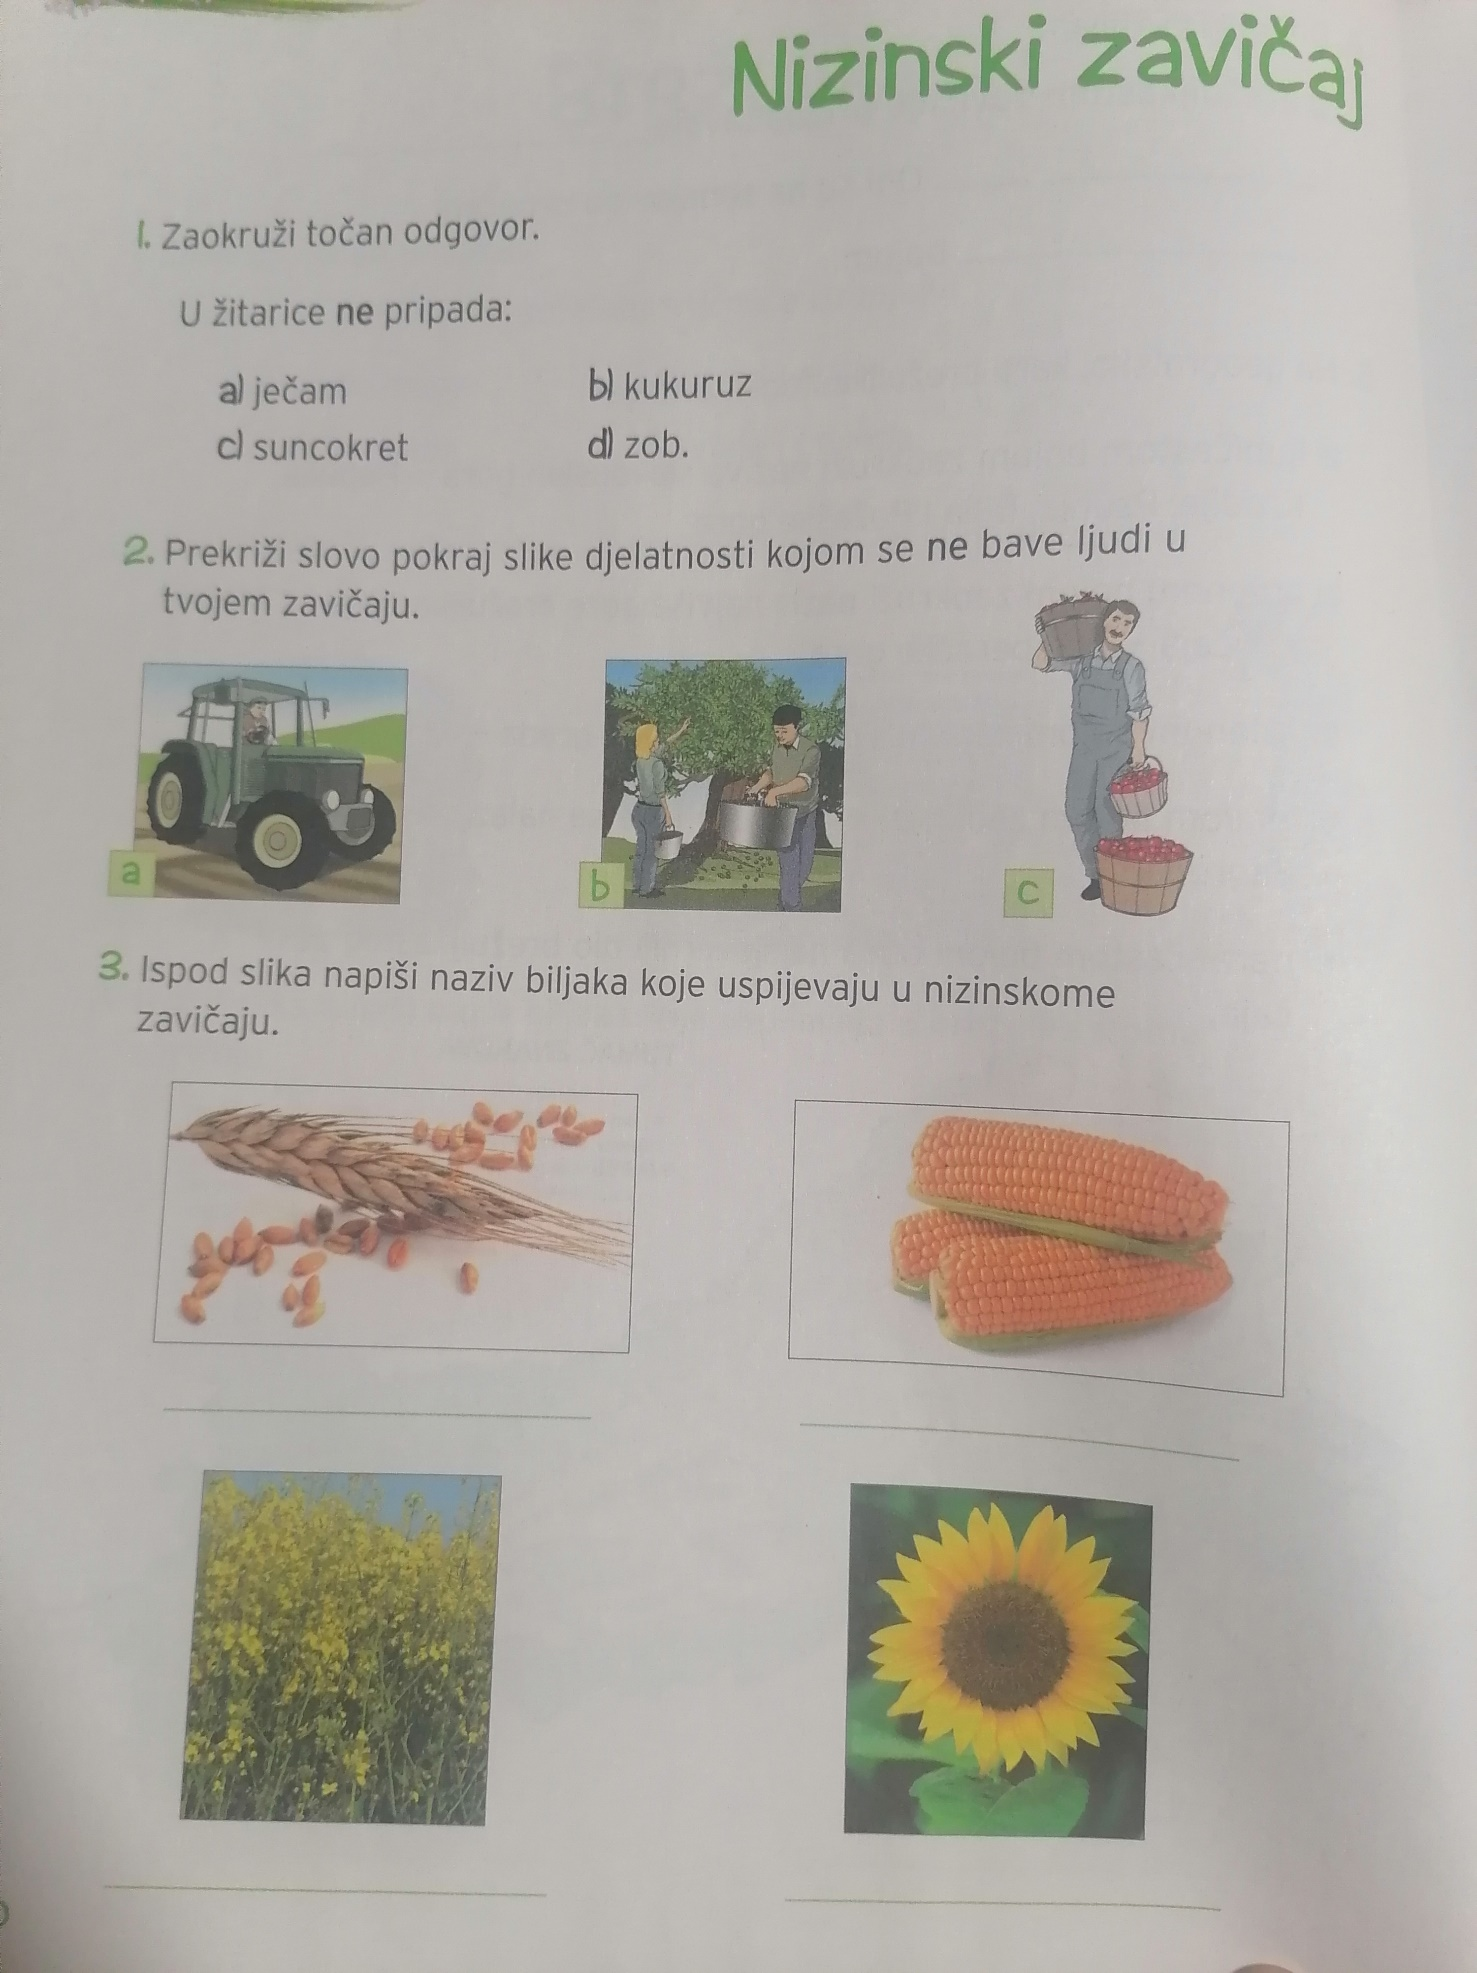 Nizinski zavičaj
1. Zaokruži točan odgovor.
U žitarice ne pripada:
a) ječam b) kukuruz
c) suncokret d) zob.
2. Prekriži slovo pokraj slike djelatnosti kojom se ne bave ljudi u
tvojem zavičaju.
a b c
3. Ispod slika napiši naziv biljaka koje uspijevaju u nizinskome
zavičaju.